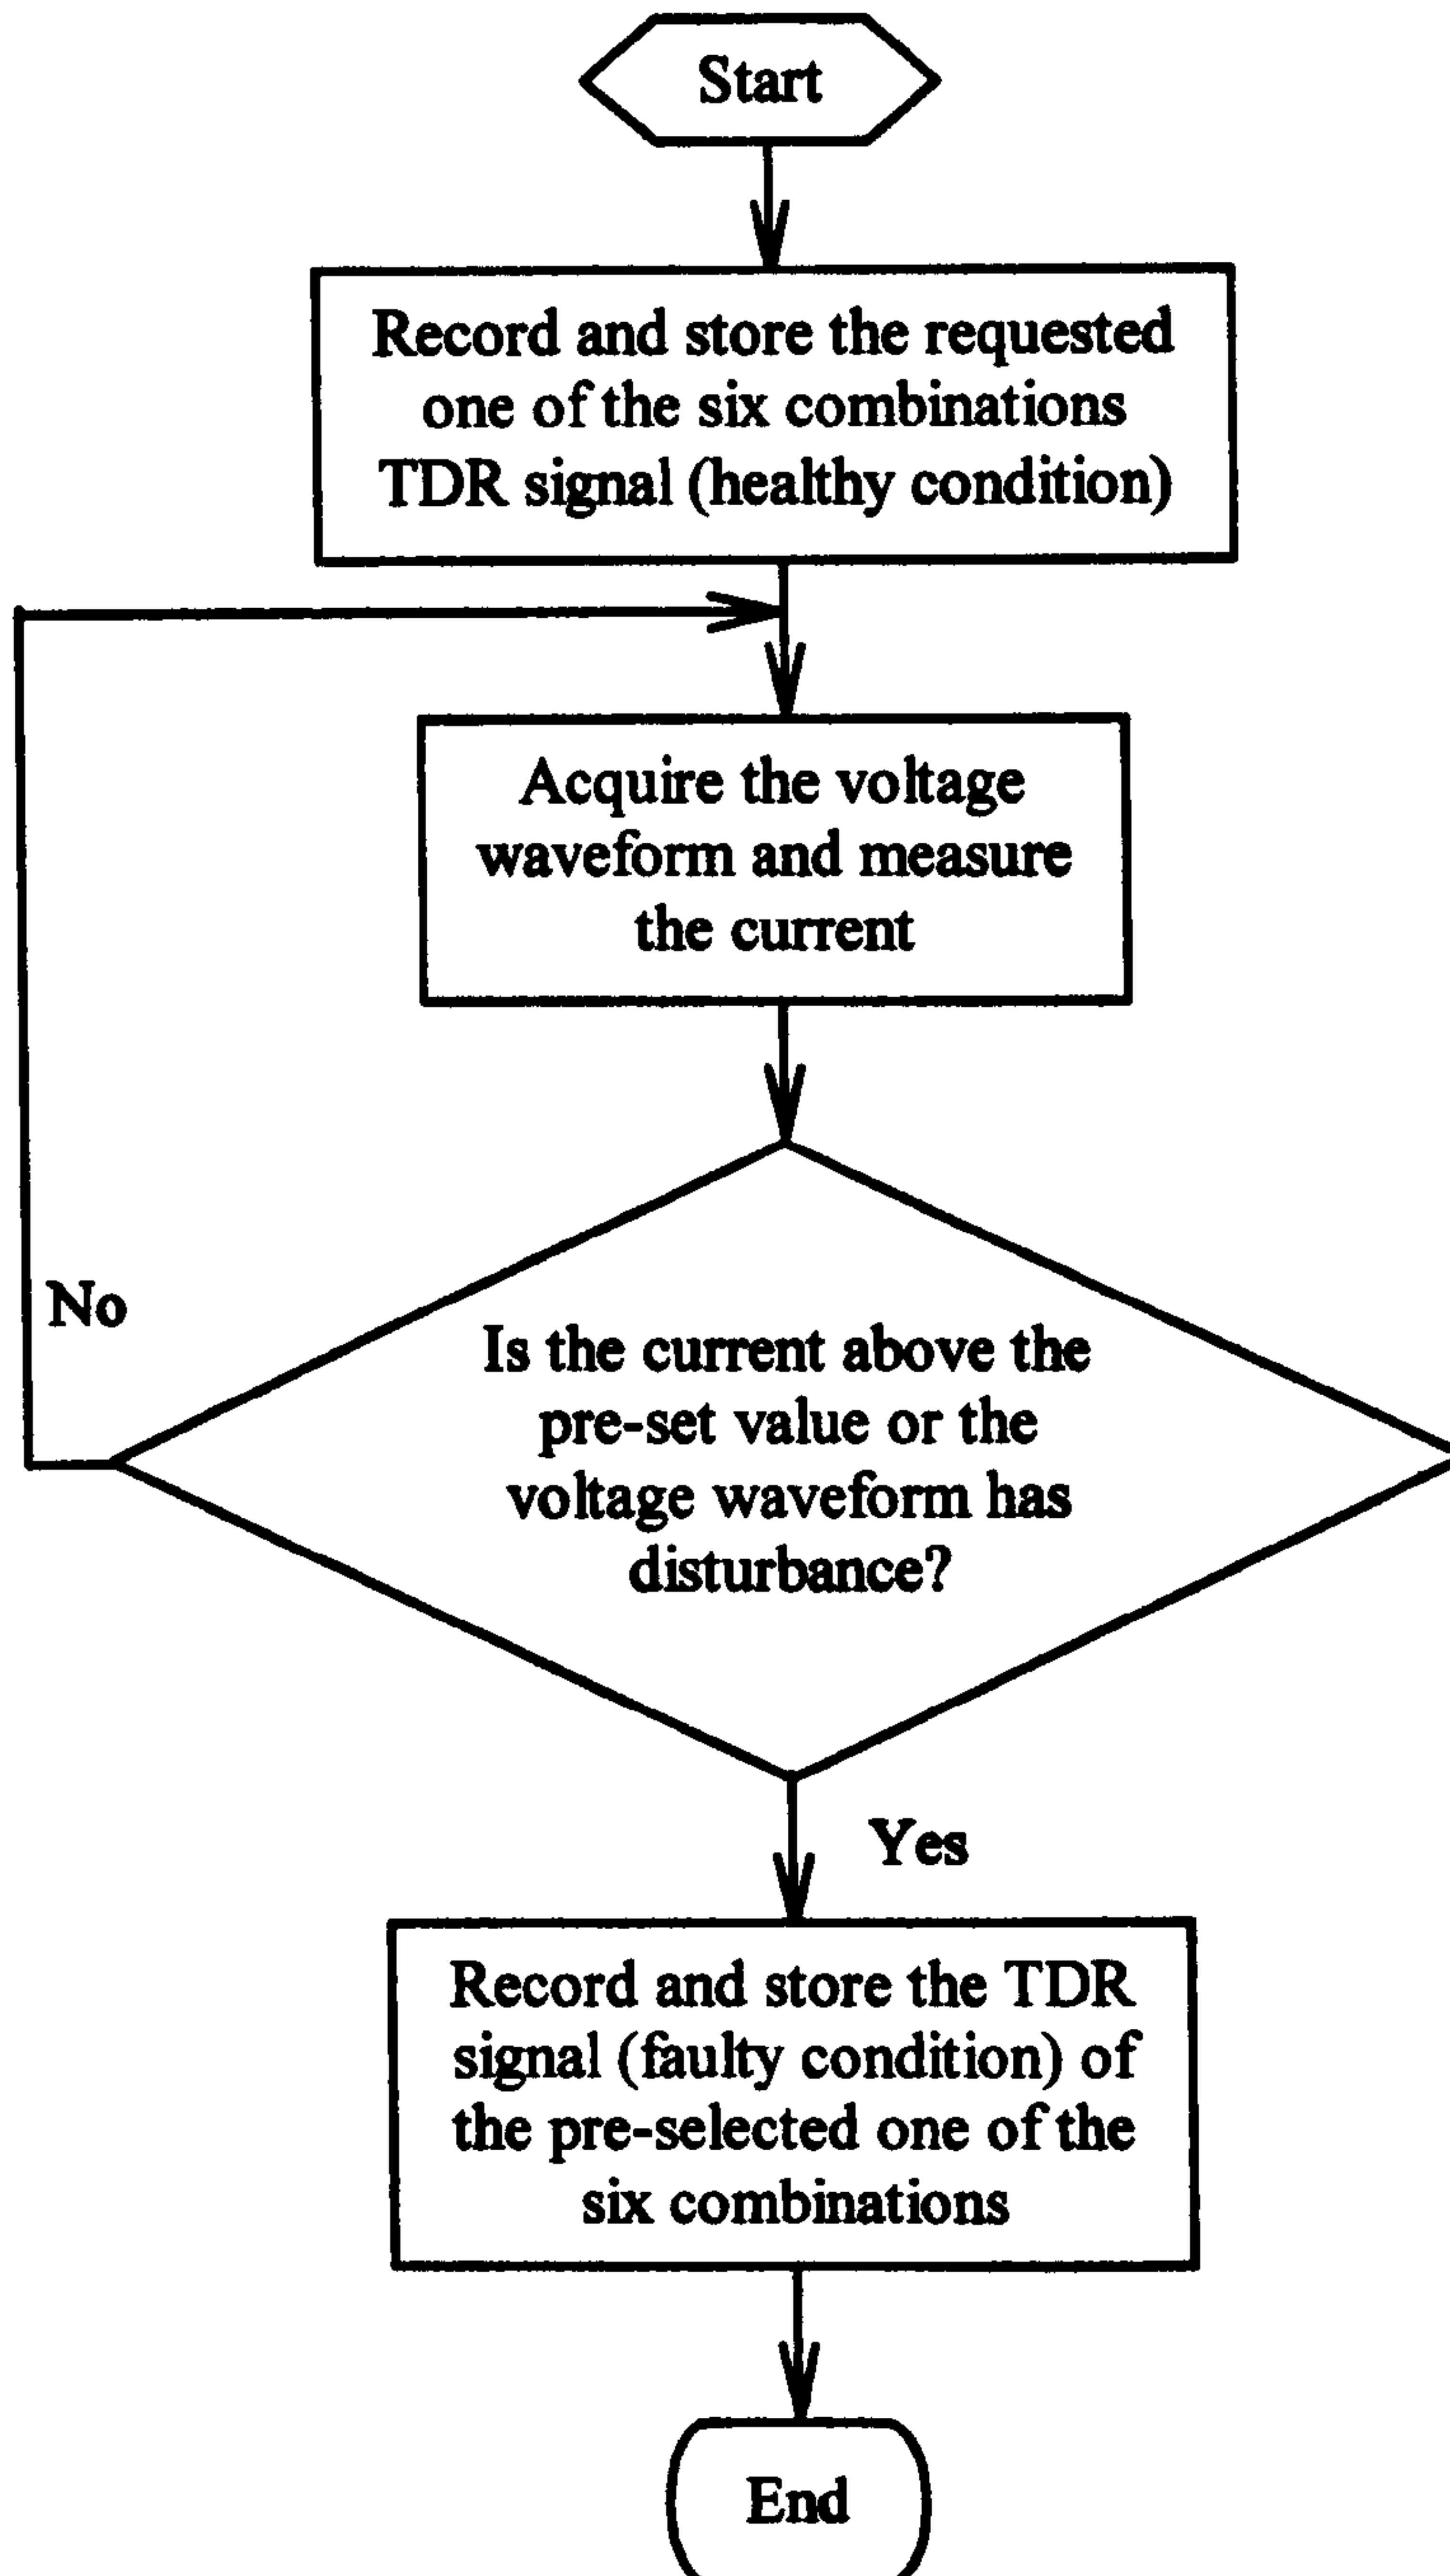 Start
Record and store the requested
one of the six combinations
TDR signal (healthy condition)
Acquire the voltage
waveform and measure
the current
No
Is the current above the
pre-set value or the
voltage waveform has
disturbance?
Yes
Record and store the TDR
signal (faulty condition) of
the pre-selected one of the
six combinations
End